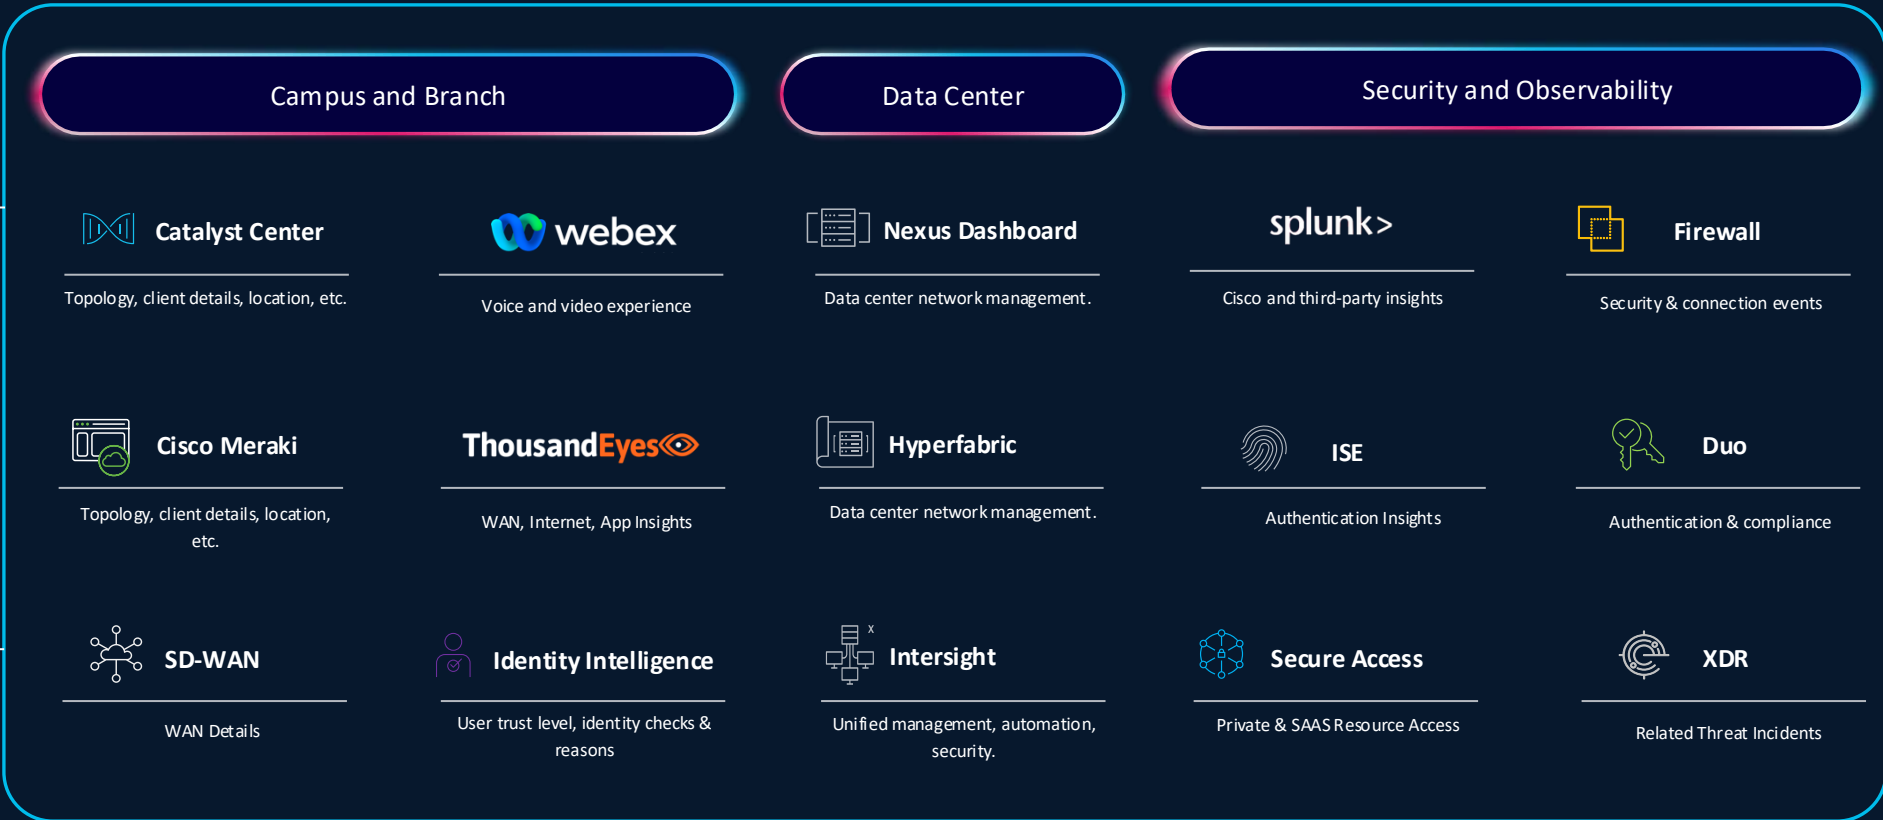 Campus and Branch
Data Center
Security and Observability
Catalyst Center
Topology, client details, location, etc.
webex
Voice and video experience
Nexus Dashboard
Data center network management.
splunk>
Cisco and third-party insights
Firewall
Security & connection events
Cisco Meraki
Topology, client details, location,
etc.
ThousandEyes
WAN, Internet, App Insights
Hyperfabric
Data center network management.
ISE
Authentication Insights
Duo
Authentication & compliance
SD-WAN
WAN Details
Identity Intelligence
User trust level, identity checks &
reasons
X
Intersight
Unified management, automation,
security.
Secure Access
Private & SAAS Resource Access
XDR
Related Threat Incidents